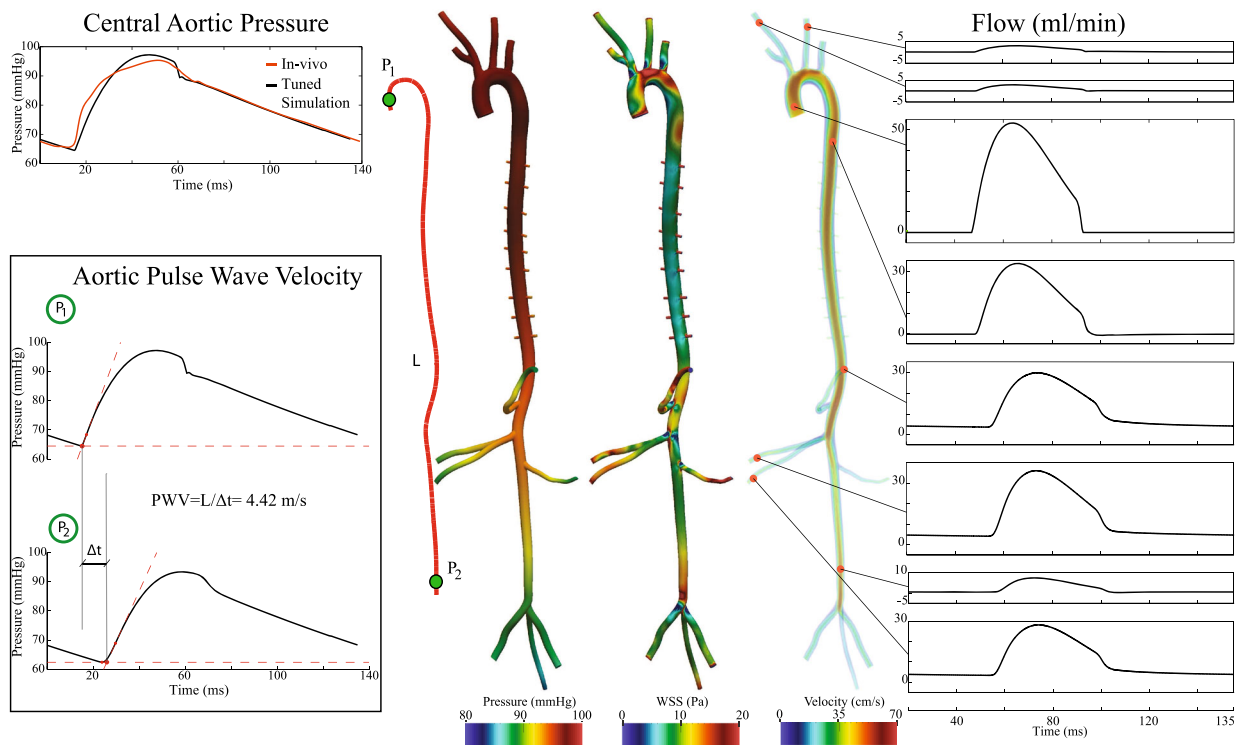 Central Aortic Pressure
Pressure (mmHg)
100
90
80
70
60
In-vivo
Tuned
Simulation
0
20
60
100
140
Time (ms)
Aortic Pulse Wave Velocity
P1
Pressure (mmHg)
100
90
80
70
60
PWV=L/Δt= 4.42 m/s
P2
Δt
Pressure (mmHg)
100
90
80
70
60
20
60
100
140
Time (ms)
P1
L
P2
Pressure (mmHg)
80
90
100
WSS (Pa)
0
10
20
Velocity (cm/s)
0
35
70
Flow (ml/min)
5
-5
5
-5
50
0
30
0
30
0
30
0
10
-5
30
0
40
80
120
135
Time (ms)